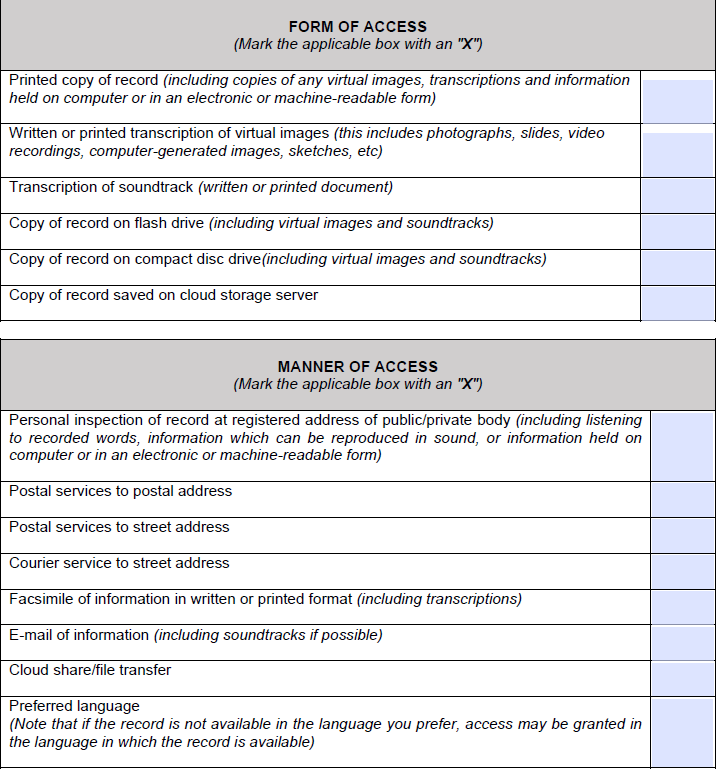 FORM OF ACCESS
(Mark the applicable box with an "X")
Printed copy of record (including copies of any virtual images, transcriptions and information
held on computer or in an electronic or machine-readable form)
Written or printed transcription of virtual images (this includes photographs, slides, video
recordings, computer-generated images, sketches, etc)
Transcription of soundtrack (written or printed document)
Copy of record on flash drive (including virtual images and soundtracks)
Copy of record on compact disc drive(including virtual images and soundtracks)
Copy of record saved on cloud storage server
MANNER OF ACCESS
(Mark the applicable box with an "X")
Personal inspection of record at registered address of public/private body (including listening
to recorded words, information which can be reproduced in sound, or information held on
computer or in an electronic or machine-readable form)
Postal services to postal address
Postal services to street address
Courier service to street address
Facsimile of information in written or printed format (including transcriptions)
E-mail of information (including soundtracks if possible)
Cloud share/file transfer
Preferred language
(Note that if the record is not available in the language you prefer, access may be granted in
the language in which the record is available)